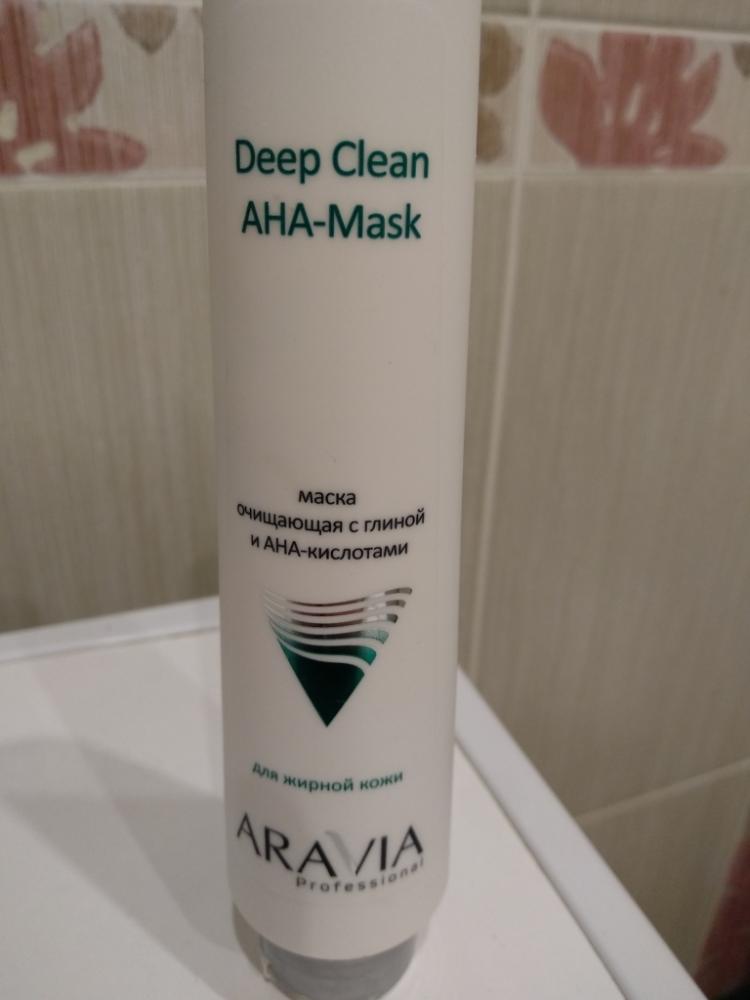 Deep Clean
AHA-Mask
маска
очищающая с глиной
и АНА-кислотами
для жирной кожи
ARAVIA
Professional